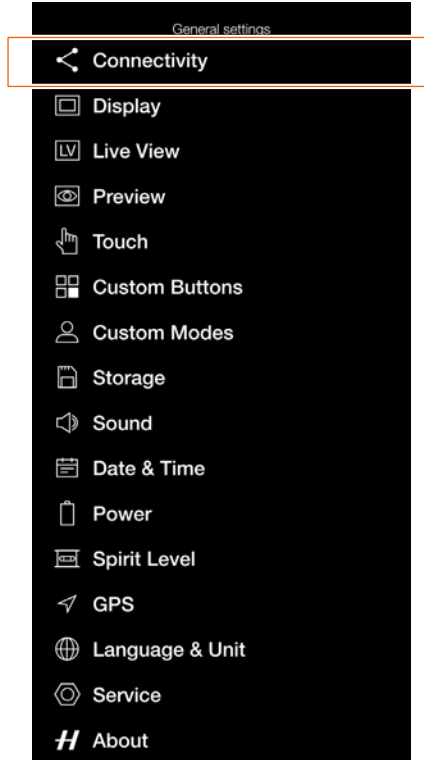 General settings
Connectivity
Display
LV Live View
Preview
Touch
Custom Buttons
Custom Modes
Storage
Sound
Date & Time
Power
Spirit Level
GPS
Language & Unit
Service
H About